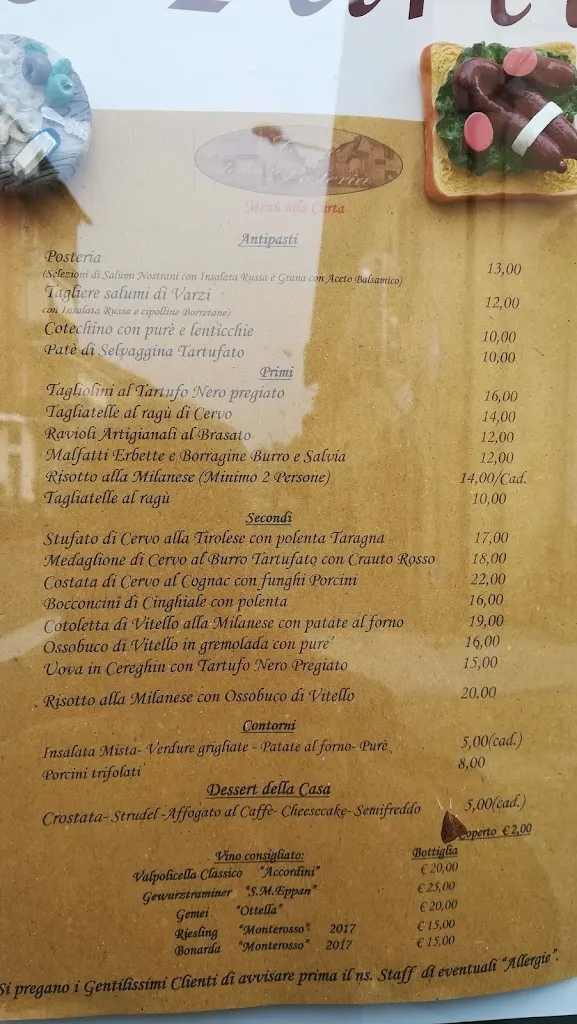 Menù alla Carta
Antipasti
Posteria 13,00
(Selezioni di Salumi Nostrani con Insalata Russa e Grana con Aceto Balsamico)
Tagliere salumi di Varzi 12,00
con Insalata Russa e cipolline Borretane)
Cotechino con purè e lenticchie 10,00
Patè di Selvaggina Tartufato 10,00
Primi
Tagliolini al Tartufo Nero pregiato 16,00
Tagliatelle al ragù di Cervo 14,00
Ravioli Artigianali al Brasato 12,00
Malfatti Erbette e Borragine Burro e Salvia 12,00
Risotto alla Milanese (Minimo 2 Persone) 14,00/Cad.
Tagliatelle al ragù 10,00
Secondi
Stufato di Cervo alla Tirolese con polenta Taragna 17,00
Medaglione di Cervo al Burro Tartufato con Crauto Rosso 18,00
Costata di Cervo al Cognac con funghi Porcini 22,00
Bocconcini di Cinghiale con polenta 16,00
Cotoletta di Vitello alla Milanese con patate al forno 19,00
Ossobuco di Vitello in gremolada con pure' 16,00
Uova in Cereghin con Tartufo Nero Pregiato 15,00
Risotto alla Milanese con Ossobuco di Vitello 20,00
Contorni
Insalata Mista- Verdure grigliate - Patate al forno- Purè 5,00(cad.)
Porcini trifolati 8,00
Dessert della Casa
Crostata- Strudel -Affogato al Caffè- Cheesecake- Semifreddo 5,00(cad.)
Coperto € 2,00
Vino consigliato: Bottiglia
Valpolicella Classico "Accordini" € 20,00
Gewurztraminer "S.M.Eppan" € 25,00
Gemei "Ottella" € 20,00
Riesling "Monterosso" 2017 € 15,00
Bonarda "Monterosso" 2017 € 15,00
Si pregano i Gentilissimi Clienti di avvisare prima il ns. Staff di eventuali "Allergie".